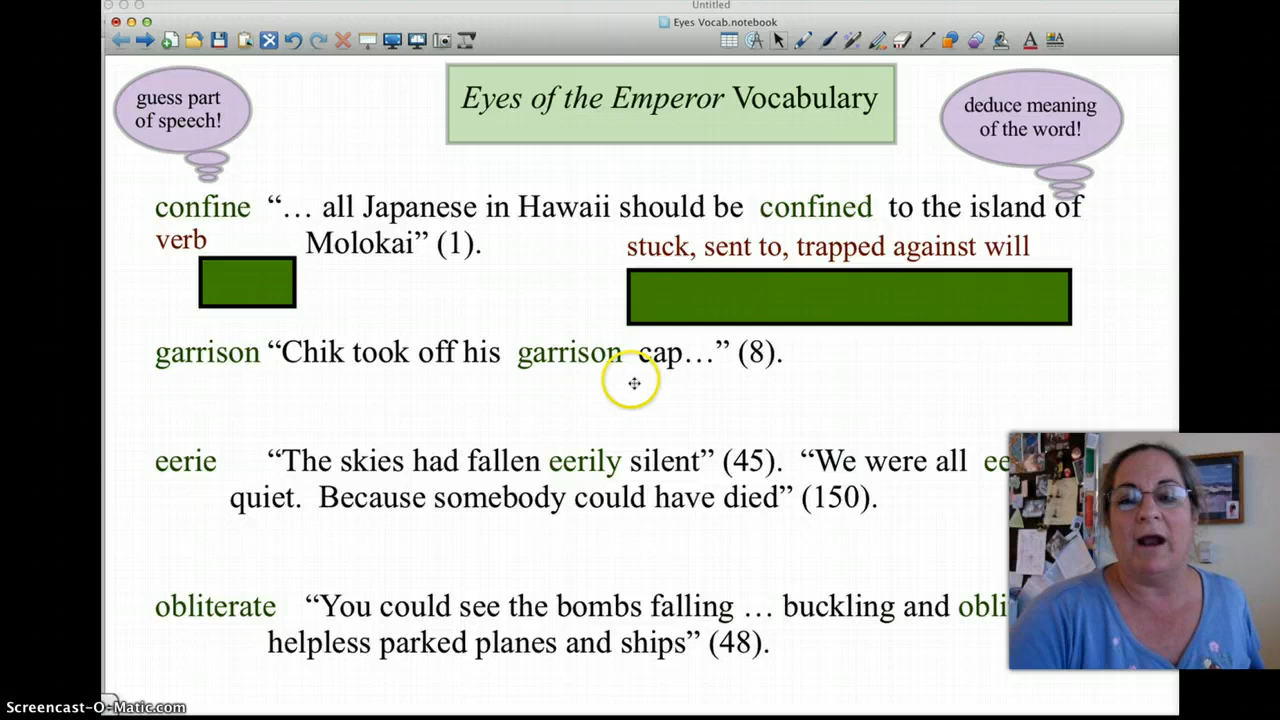 Untitled
Eyes Vocab.notebook
guess part
of speech!
Eyes of the Emperor Vocabulary
deduce meaning
of the word!
confine “… all Japanese in Hawaii should be confined to the island of
verb Molokai” (1). stuck, sent to, trapped against will
garrison “Chik took off his garrison cap…” (8).
eerie “The skies had fallen eerily silent” (45). “We were all
quiet. Because somebody could have died” (150).
obliterate “You could see the bombs falling … buckling and
helpless parked planes and ships” (48).
Screencast-O-Matic.com